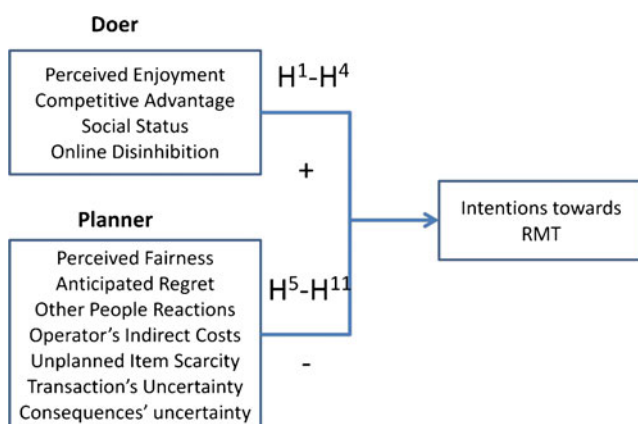 Doer
Perceived Enjoyment
Competitive Advantage
Social Status
Online Disinhibition
H¹-H⁴
+
Planner
Perceived Fairness
Anticipated Regret
Other People Reactions
Operator's Indirect Costs
Unplanned Item Scarcity
Transaction's Uncertainty
Consequences' uncertainty
H⁵-H¹¹
-
Intentions towards
RMT